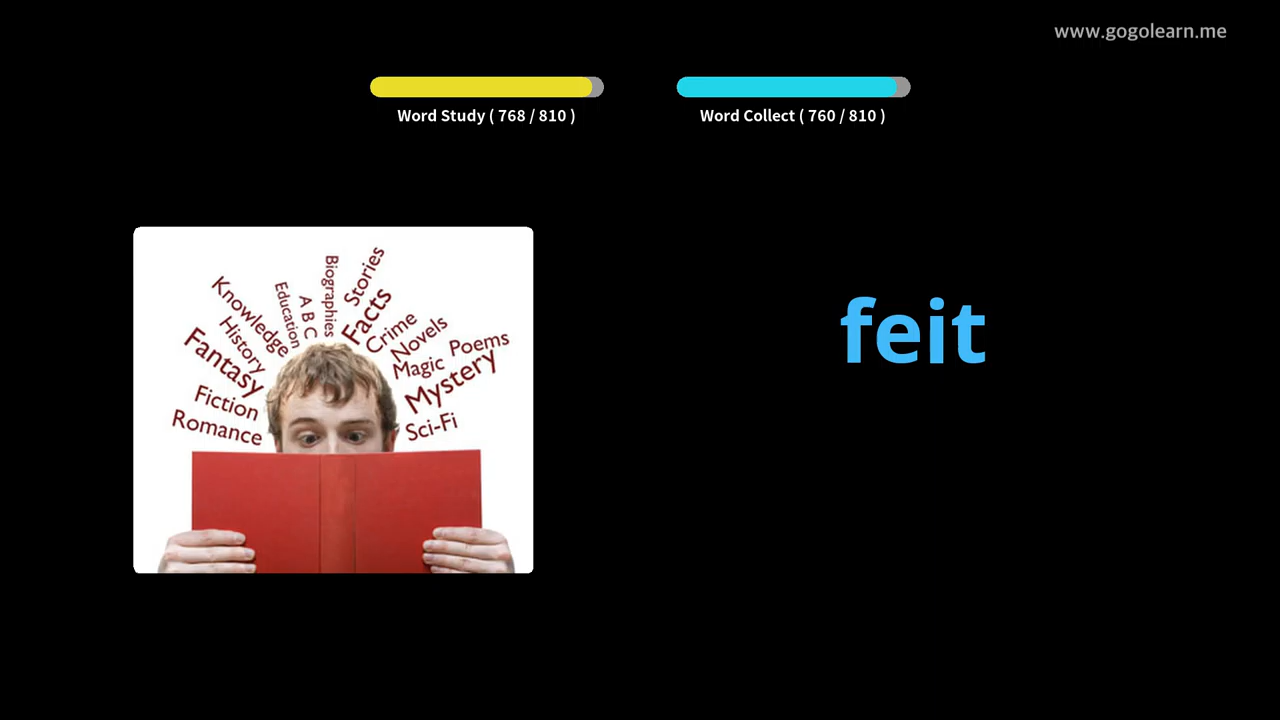 www.gogolearn.me
Word Study ( 768 / 810 )
Word Collect ( 760 / 810 )
feit
Knowledge
Education
A B C
Biographies
Stories
Facts
Crime
Novels
Poems
Magic
Mystery
Sci-Fi
History
Fantasy
Fiction
Romance